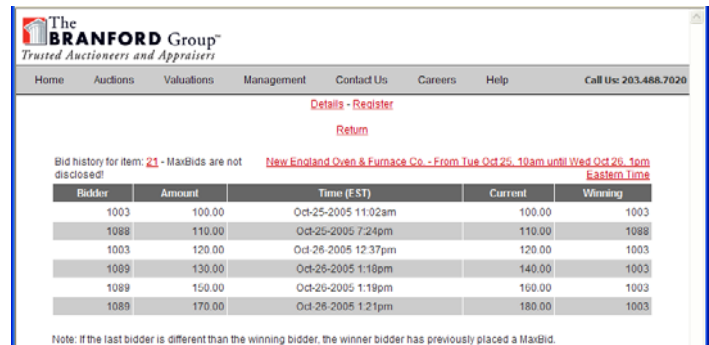 The
BRANFORD Group℠
Trusted Auctioneers and Appraisers
Home Auctions Valuations Management Contact Us Careers Help Call Us: 203.488.7020
Details - Register
Return
Bid history for item: 21 - MaxBids are not disclosed!
New England Oven & Furnace Co. - From Tue Oct 25, 10am until Wed Oct 26, 1pm Eastern Time
Bidder Amount Time (EST) Current Winning
1003 100.00 Oct-25-2005 11:02am 100.00 1003
1088 110.00 Oct-25-2005 7:24pm 110.00 1088
1003 120.00 Oct-26-2005 12:37pm 120.00 1003
1089 130.00 Oct-26-2005 1:18pm 140.00 1003
1089 150.00 Oct-26-2005 1:19pm 160.00 1003
1089 170.00 Oct-26-2005 1:21pm 180.00 1003
Note: If the last bidder is different than the winning bidder, the winner bidder has previously placed a MaxBid.